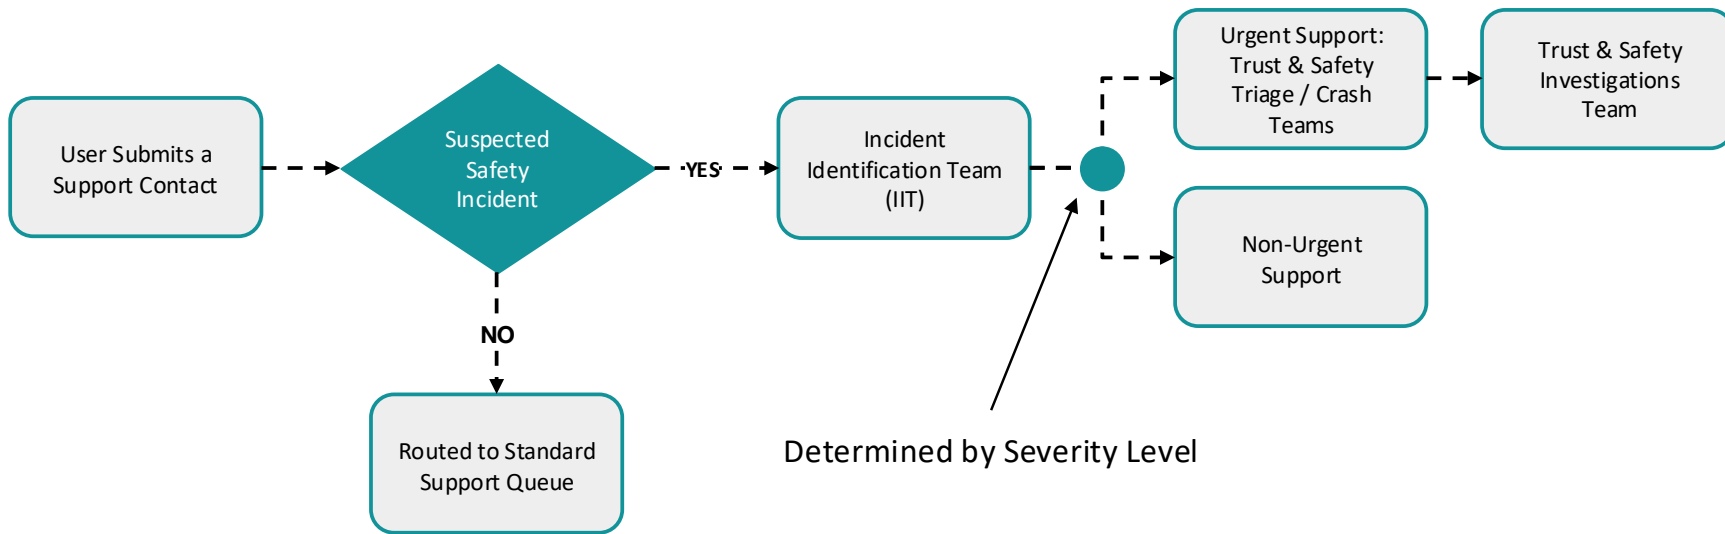 User Submits a
Support Contact
Suspected
Safety
Incident
YES
NO
Routed to Standard
Support Queue
Incident
Identification Team
(IIT)
Determined by Severity Level
Urgent Support:
Trust & Safety
Triage / Crash
Teams
Non-Urgent
Support
Trust & Safety
Investigations
Team